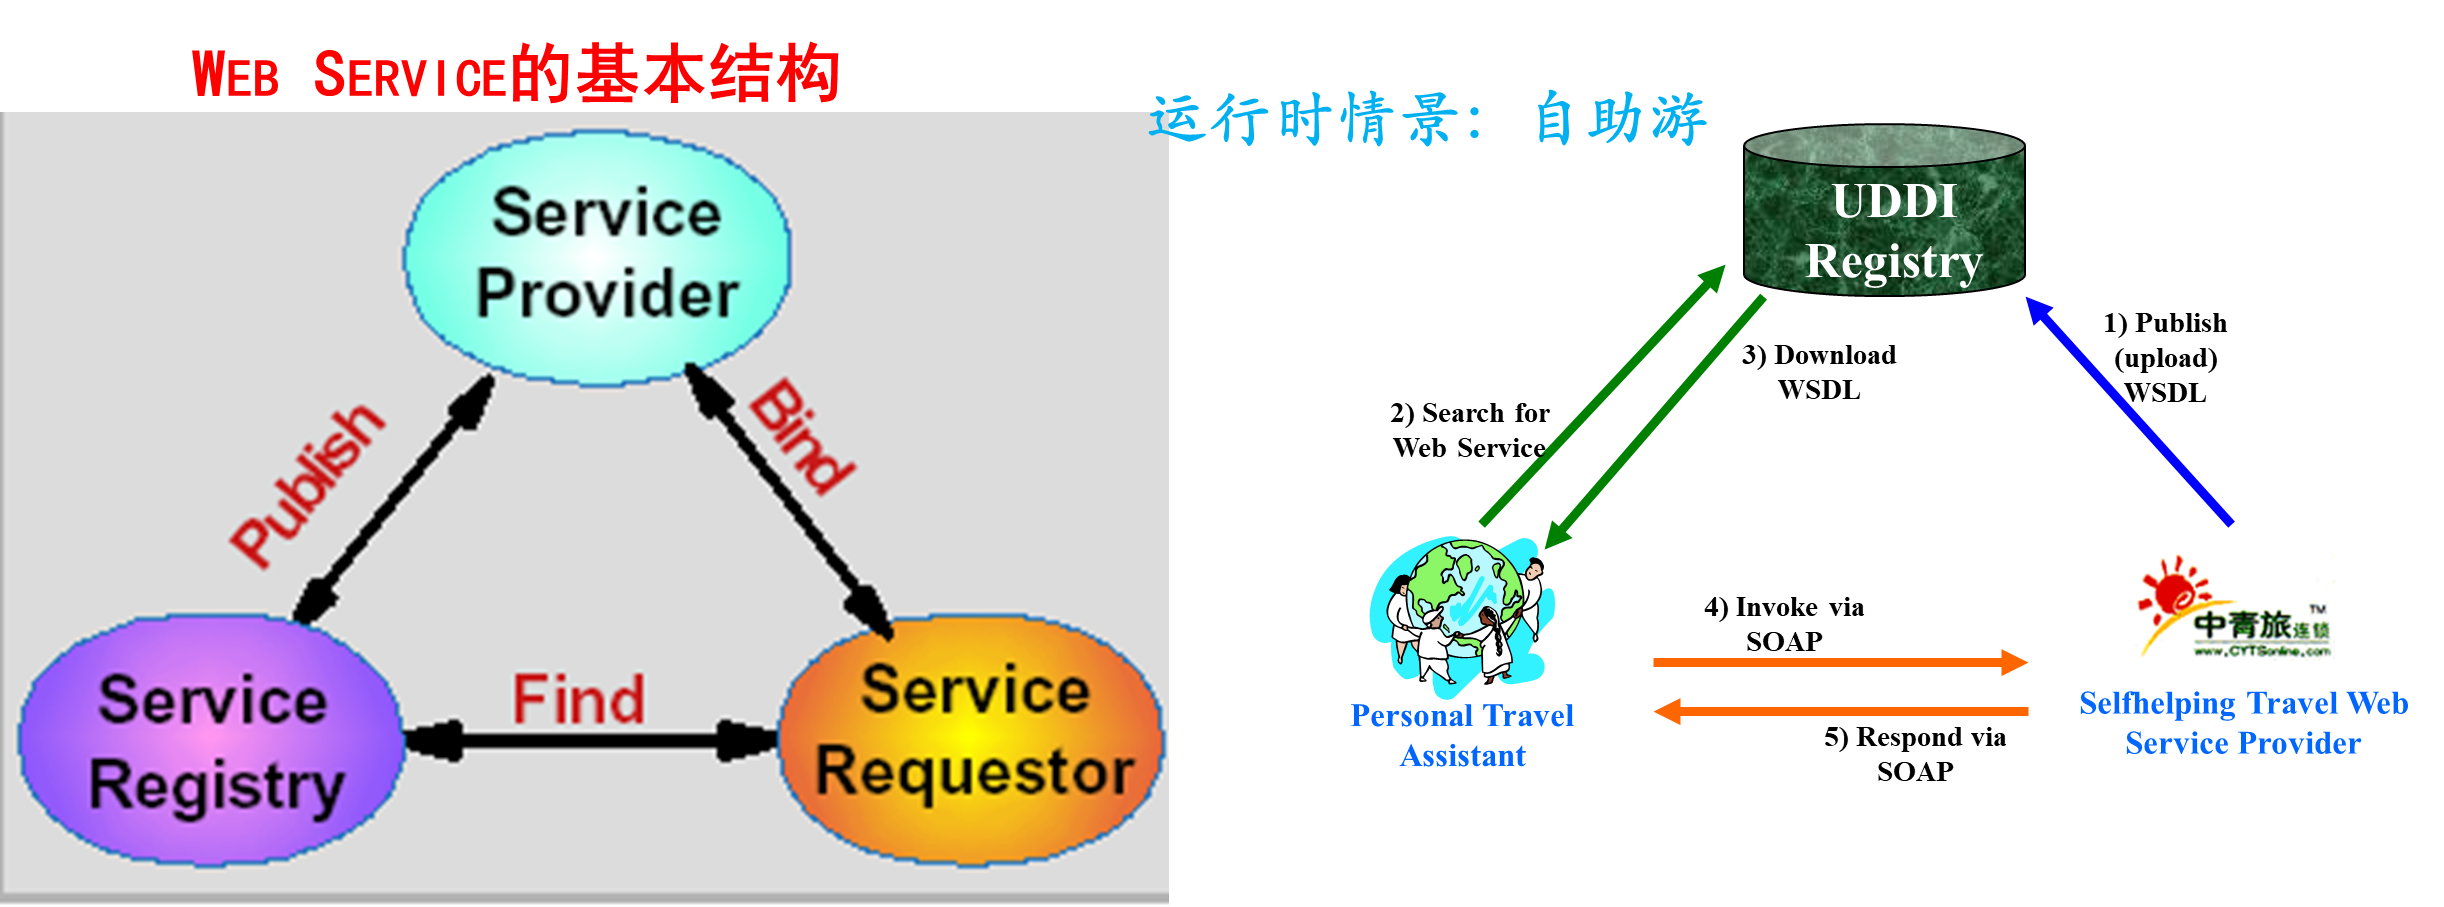 WEB SERVICE的基本结构
Service
Provider
Publish
Bind
Service
Registry
Find
Service
Requestor
运行时情景：自助游
UDDI
Registry
1) Publish
(upload)
WSDL
3) Download
WSDL
2) Search for
Web Service
4) Invoke via
SOAP
中青旅连锁 TM
www.CYTSonline.com
Personal Travel
Assistant
5) Respond via
SOAP
Selfhelping Travel Web
Service Provider